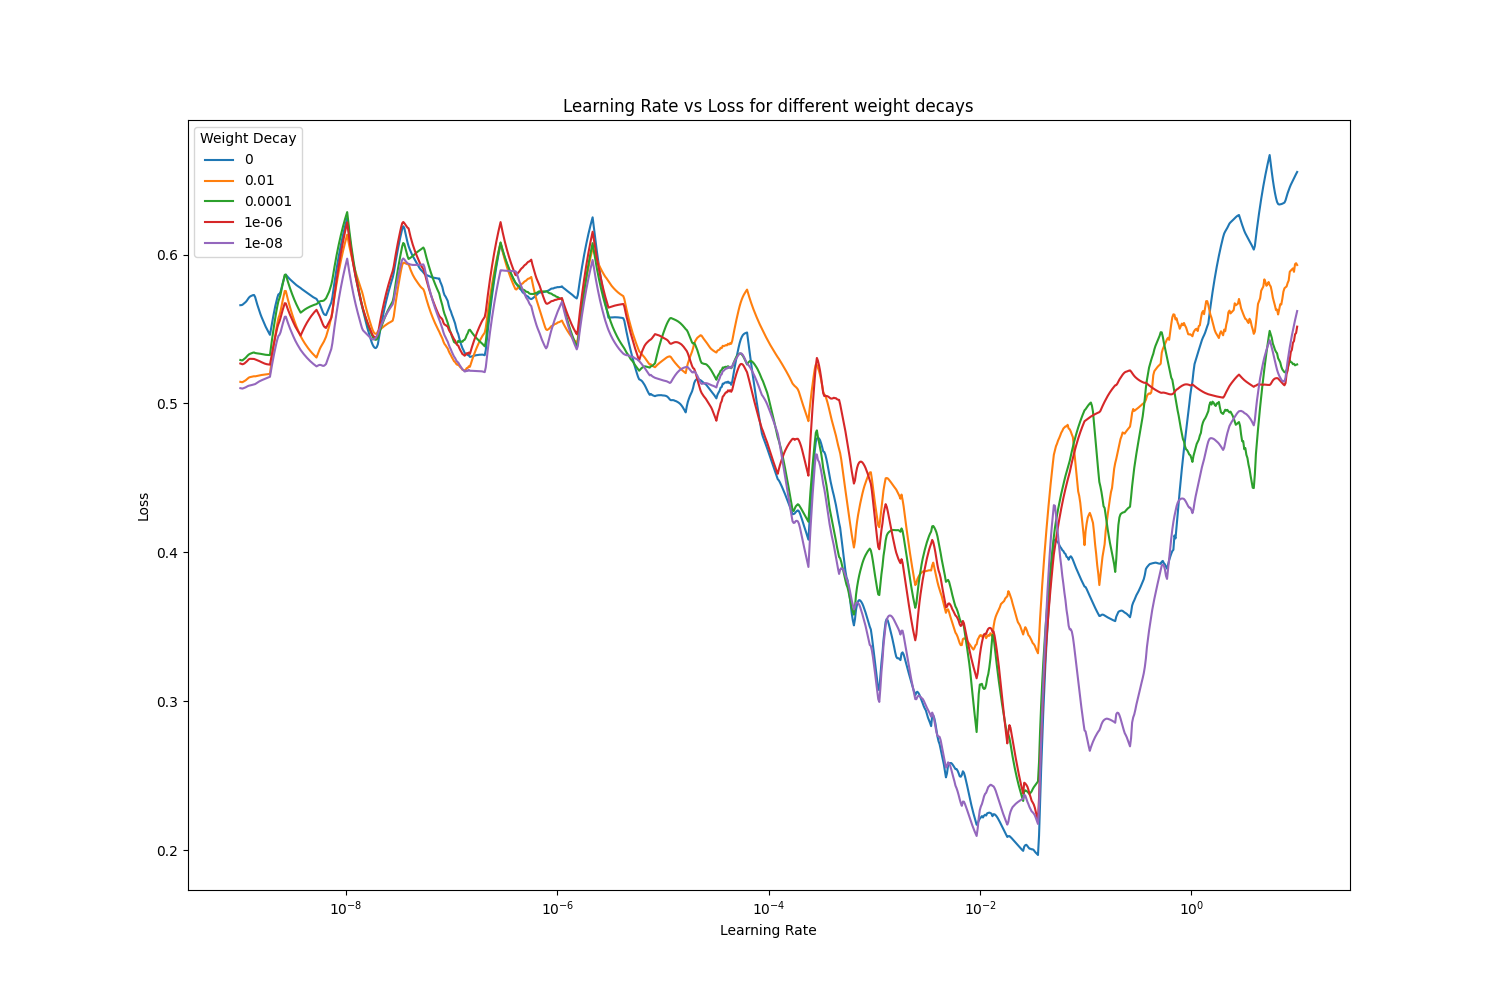 Learning Rate vs Loss for different weight decays
Weight Decay
0
0.01
0.0001
1e-06
1e-08
0.6
0.5
0.4
0.3
0.2
Loss
10⁻⁸ 10⁻⁶ 10⁻⁴ 10⁻² 10⁰
Learning Rate